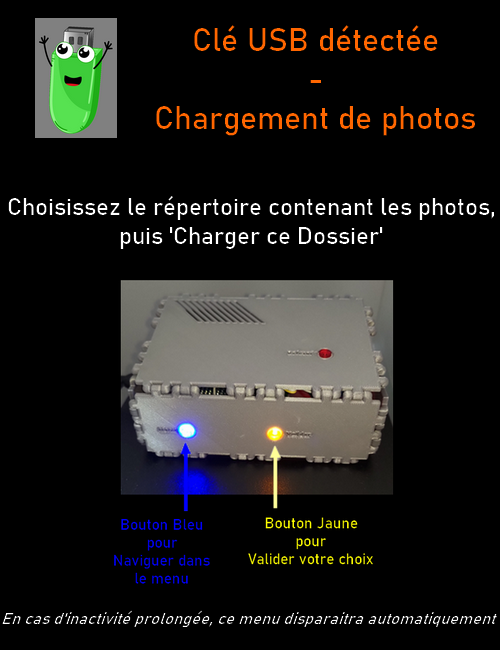 Clé USB détectée
-
Chargement de photos
Choisissez le répertoire contenant les photos,
puis 'Charger ce Dossier'
Bouton Bleu
pour
Naviguer dans
le menu
Bouton Jaune
pour
Valider votre choix
En cas d'inactivité prolongée, ce menu disparaitra automatiquement